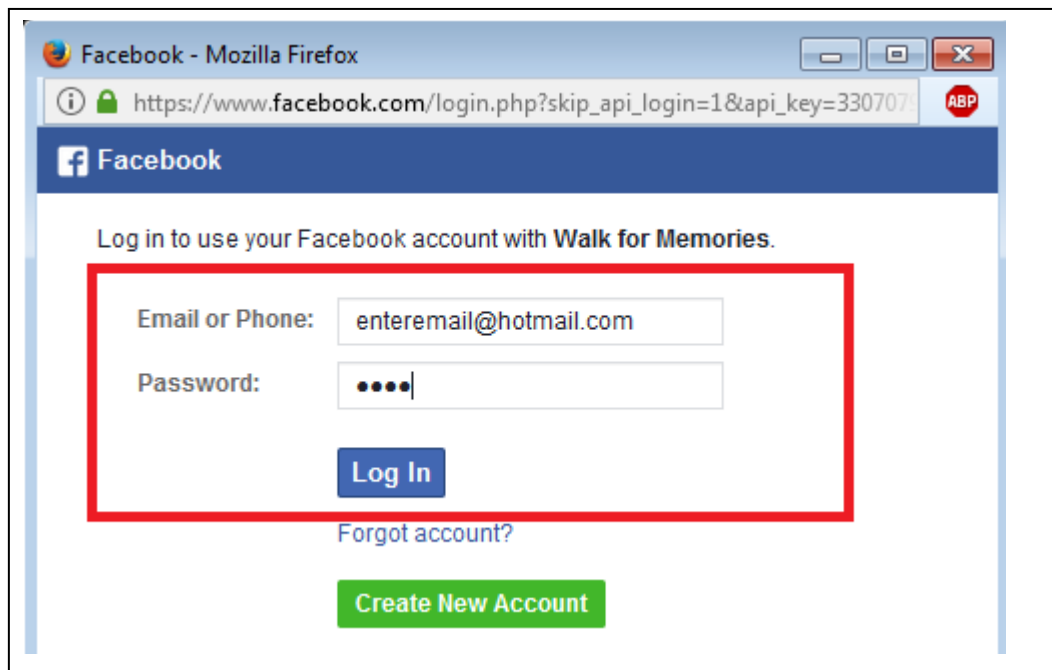 Facebook - Mozilla Firefox
https://www.facebook.com/login.php?skip_api_login=1&api_key=330707
ABP
Facebook
Log in to use your Facebook account with Walk for Memories.
Email or Phone: enteremail@hotmail.com
Password: ••••
Log In
Forgot account?
Create New Account